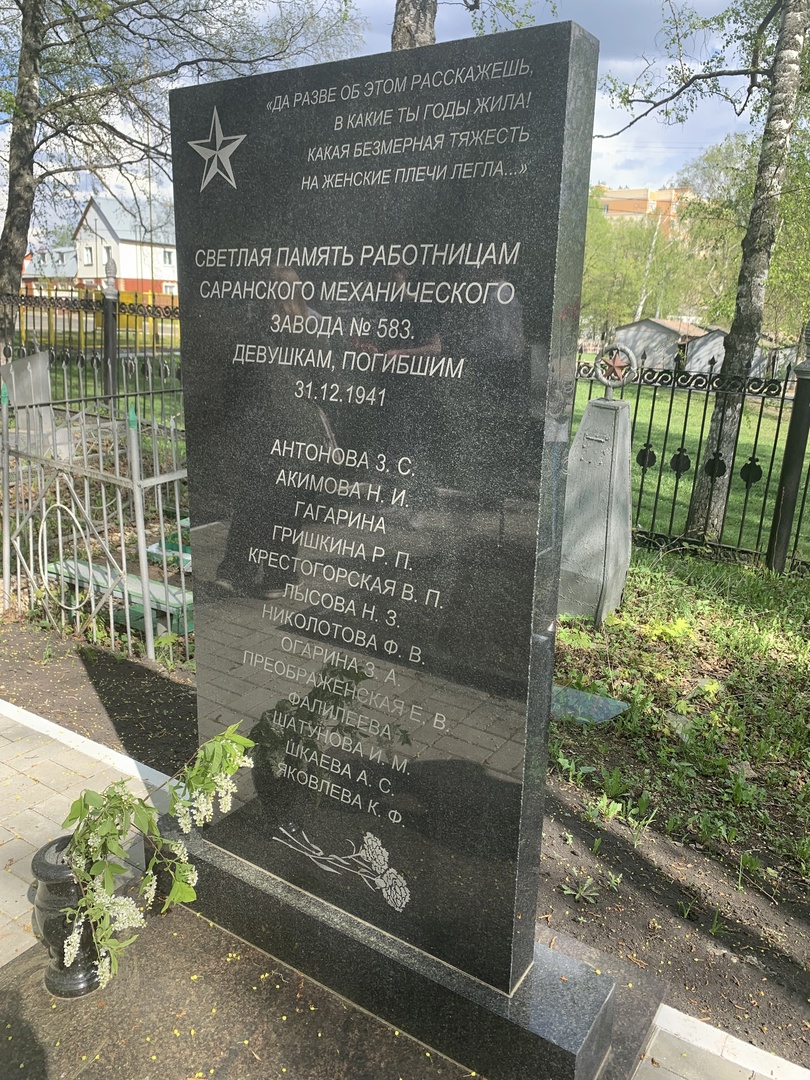 «ДА РАЗВЕ ОБ ЭТОМ РАССКАЖЕШЬ,
В КАКИЕ ТЫ ГОДЫ ЖИЛА!
КАКАЯ БЕЗМЕРНАЯ ТЯЖЕСТЬ
НА ЖЕНСКИЕ ПЛЕЧИ ЛЕГЛА...»
СВЕТЛАЯ ПАМЯТЬ РАБОТНИЦАМ
САРАНСКОГО МЕХАНИЧЕСКОГО
ЗАВОДА № 583.
ДЕВУШКАМ, ПОГИБШИМ
31.12.1941
АНТОНОВА З. С.
АКИМОВА Н. И.
ГАГАРИНА
ГРИШКИНА Р. П.
КРЕСТОГОРСКАЯ В. П.
ЛЫСОВА Н. З.
НИКОЛОТОВА Ф. В.
ОГАРИНА З. А.
ПРЕОБРАЖЕНСКАЯ Е. В.
ФАЛИЛЕЕВА
ШАТУНОВА И. М.
ШКАЕВА А. С.
ЯКОВЛЕВА К. Ф.